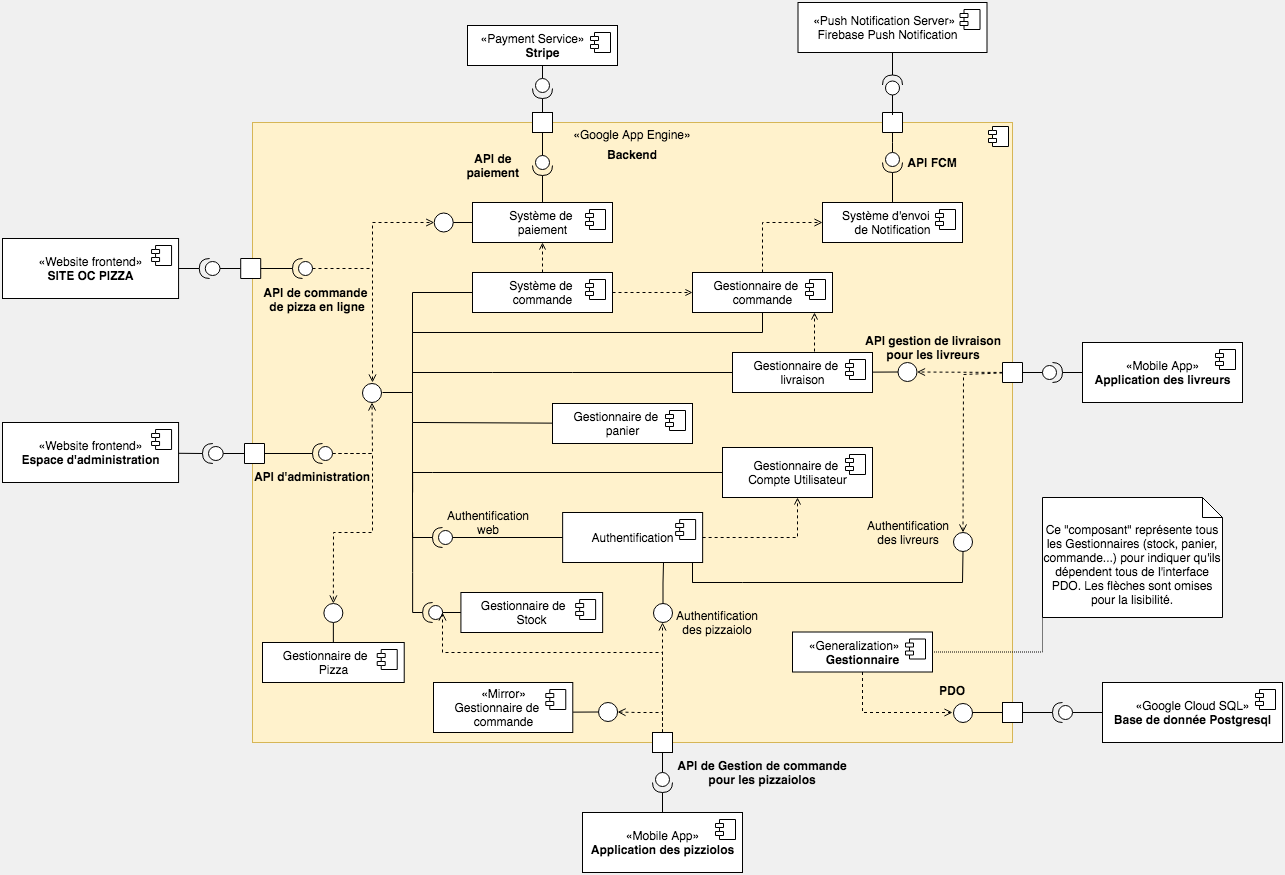 «Payment Service»
Stripe
«Push Notification Server»
Firebase Push Notification
«Google App Engine»
Backend
API de
paiement
API FCM
Système de
paiement
Système d'envoi
de Notification
«Website frontend»
SITE OC PIZZA
API de commande
de pizza en ligne
Système de
commande
Gestionnaire de
commande
API gestion de livraison
pour les livreurs
Gestionnaire de
livraison
«Mobile App»
Application des livreurs
Gestionnaire de
panier
«Website frontend»
Espace d'administration
API d'administration
Gestionnaire de
Compte Utilisateur
Authentification
web
Authentification
Authentification
des livreurs
Ce "composant" représente tous
les Gestionnaires (stock, panier,
commande...) pour indiquer qu'ils
dépendent tous de l'interface
PDO. Les flèches sont omises
pour la lisibilité.
Gestionnaire de
Stock
Authentification
des pizzaiolo
Gestionnaire de
Pizza
«Generalization»
Gestionnaire
«Mirror»
Gestionnaire de
commande
PDO
«Google Cloud SQL»
Base de donnée Postgresql
API de Gestion de commande
pour les pizzaiolos
«Mobile App»
Application des pizziolos